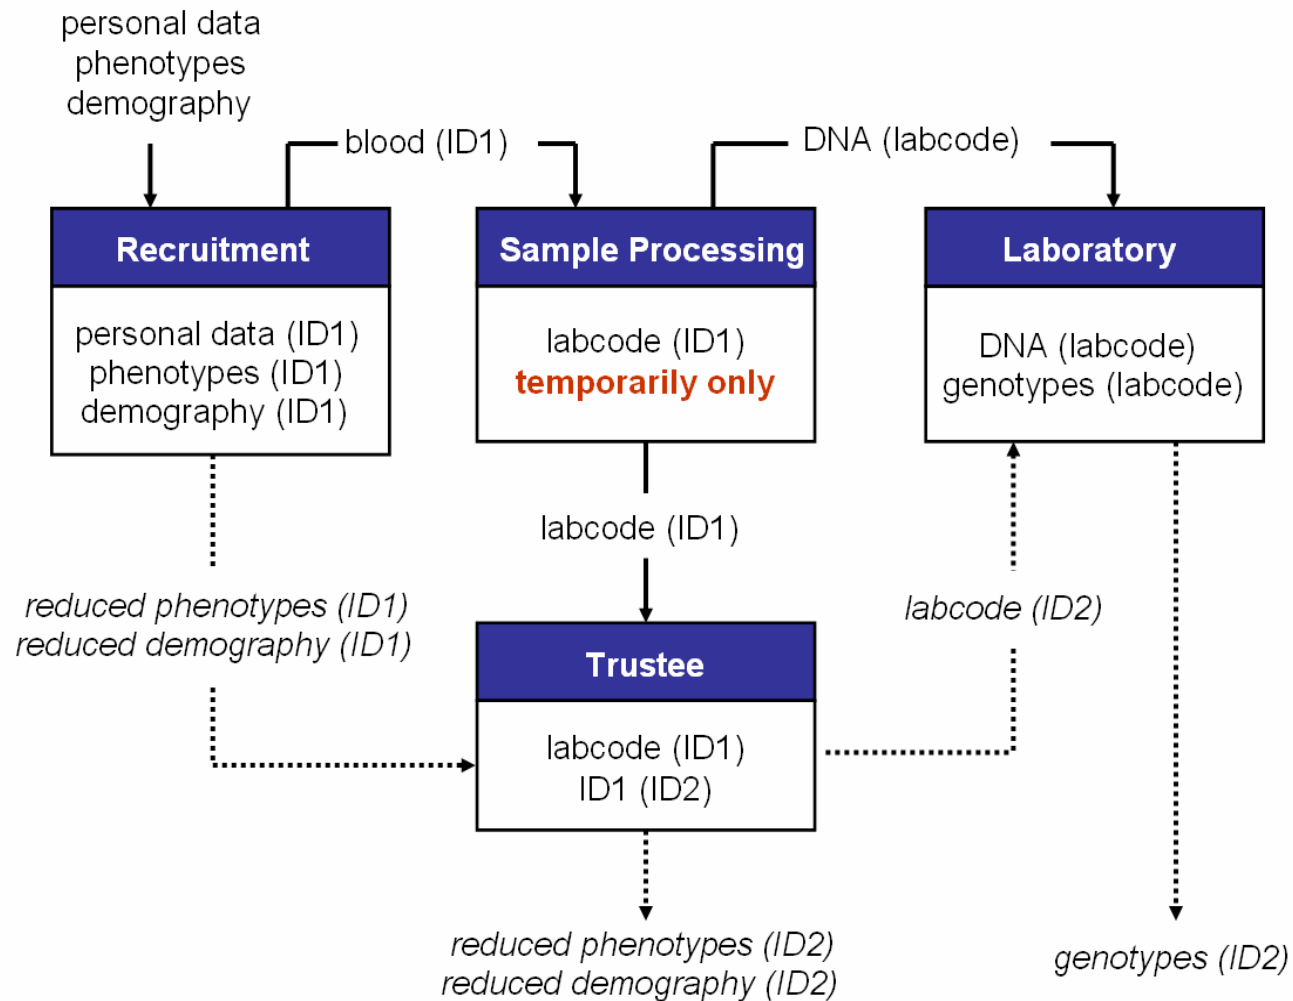 personal data
phenotypes
demography
blood (ID1)
DNA (labcode)
Recruitment
personal data (ID1)
phenotypes (ID1)
demography (ID1)
Sample Processing
labcode (ID1)
temporarily only
Laboratory
DNA (labcode)
genotypes (labcode)
labcode (ID1)
reduced phenotypes (ID1)
reduced demography (ID1)
labcode (ID2)
Trustee
labcode (ID1)
ID1 (ID2)
reduced phenotypes (ID2)
reduced demography (ID2)
genotypes (ID2)